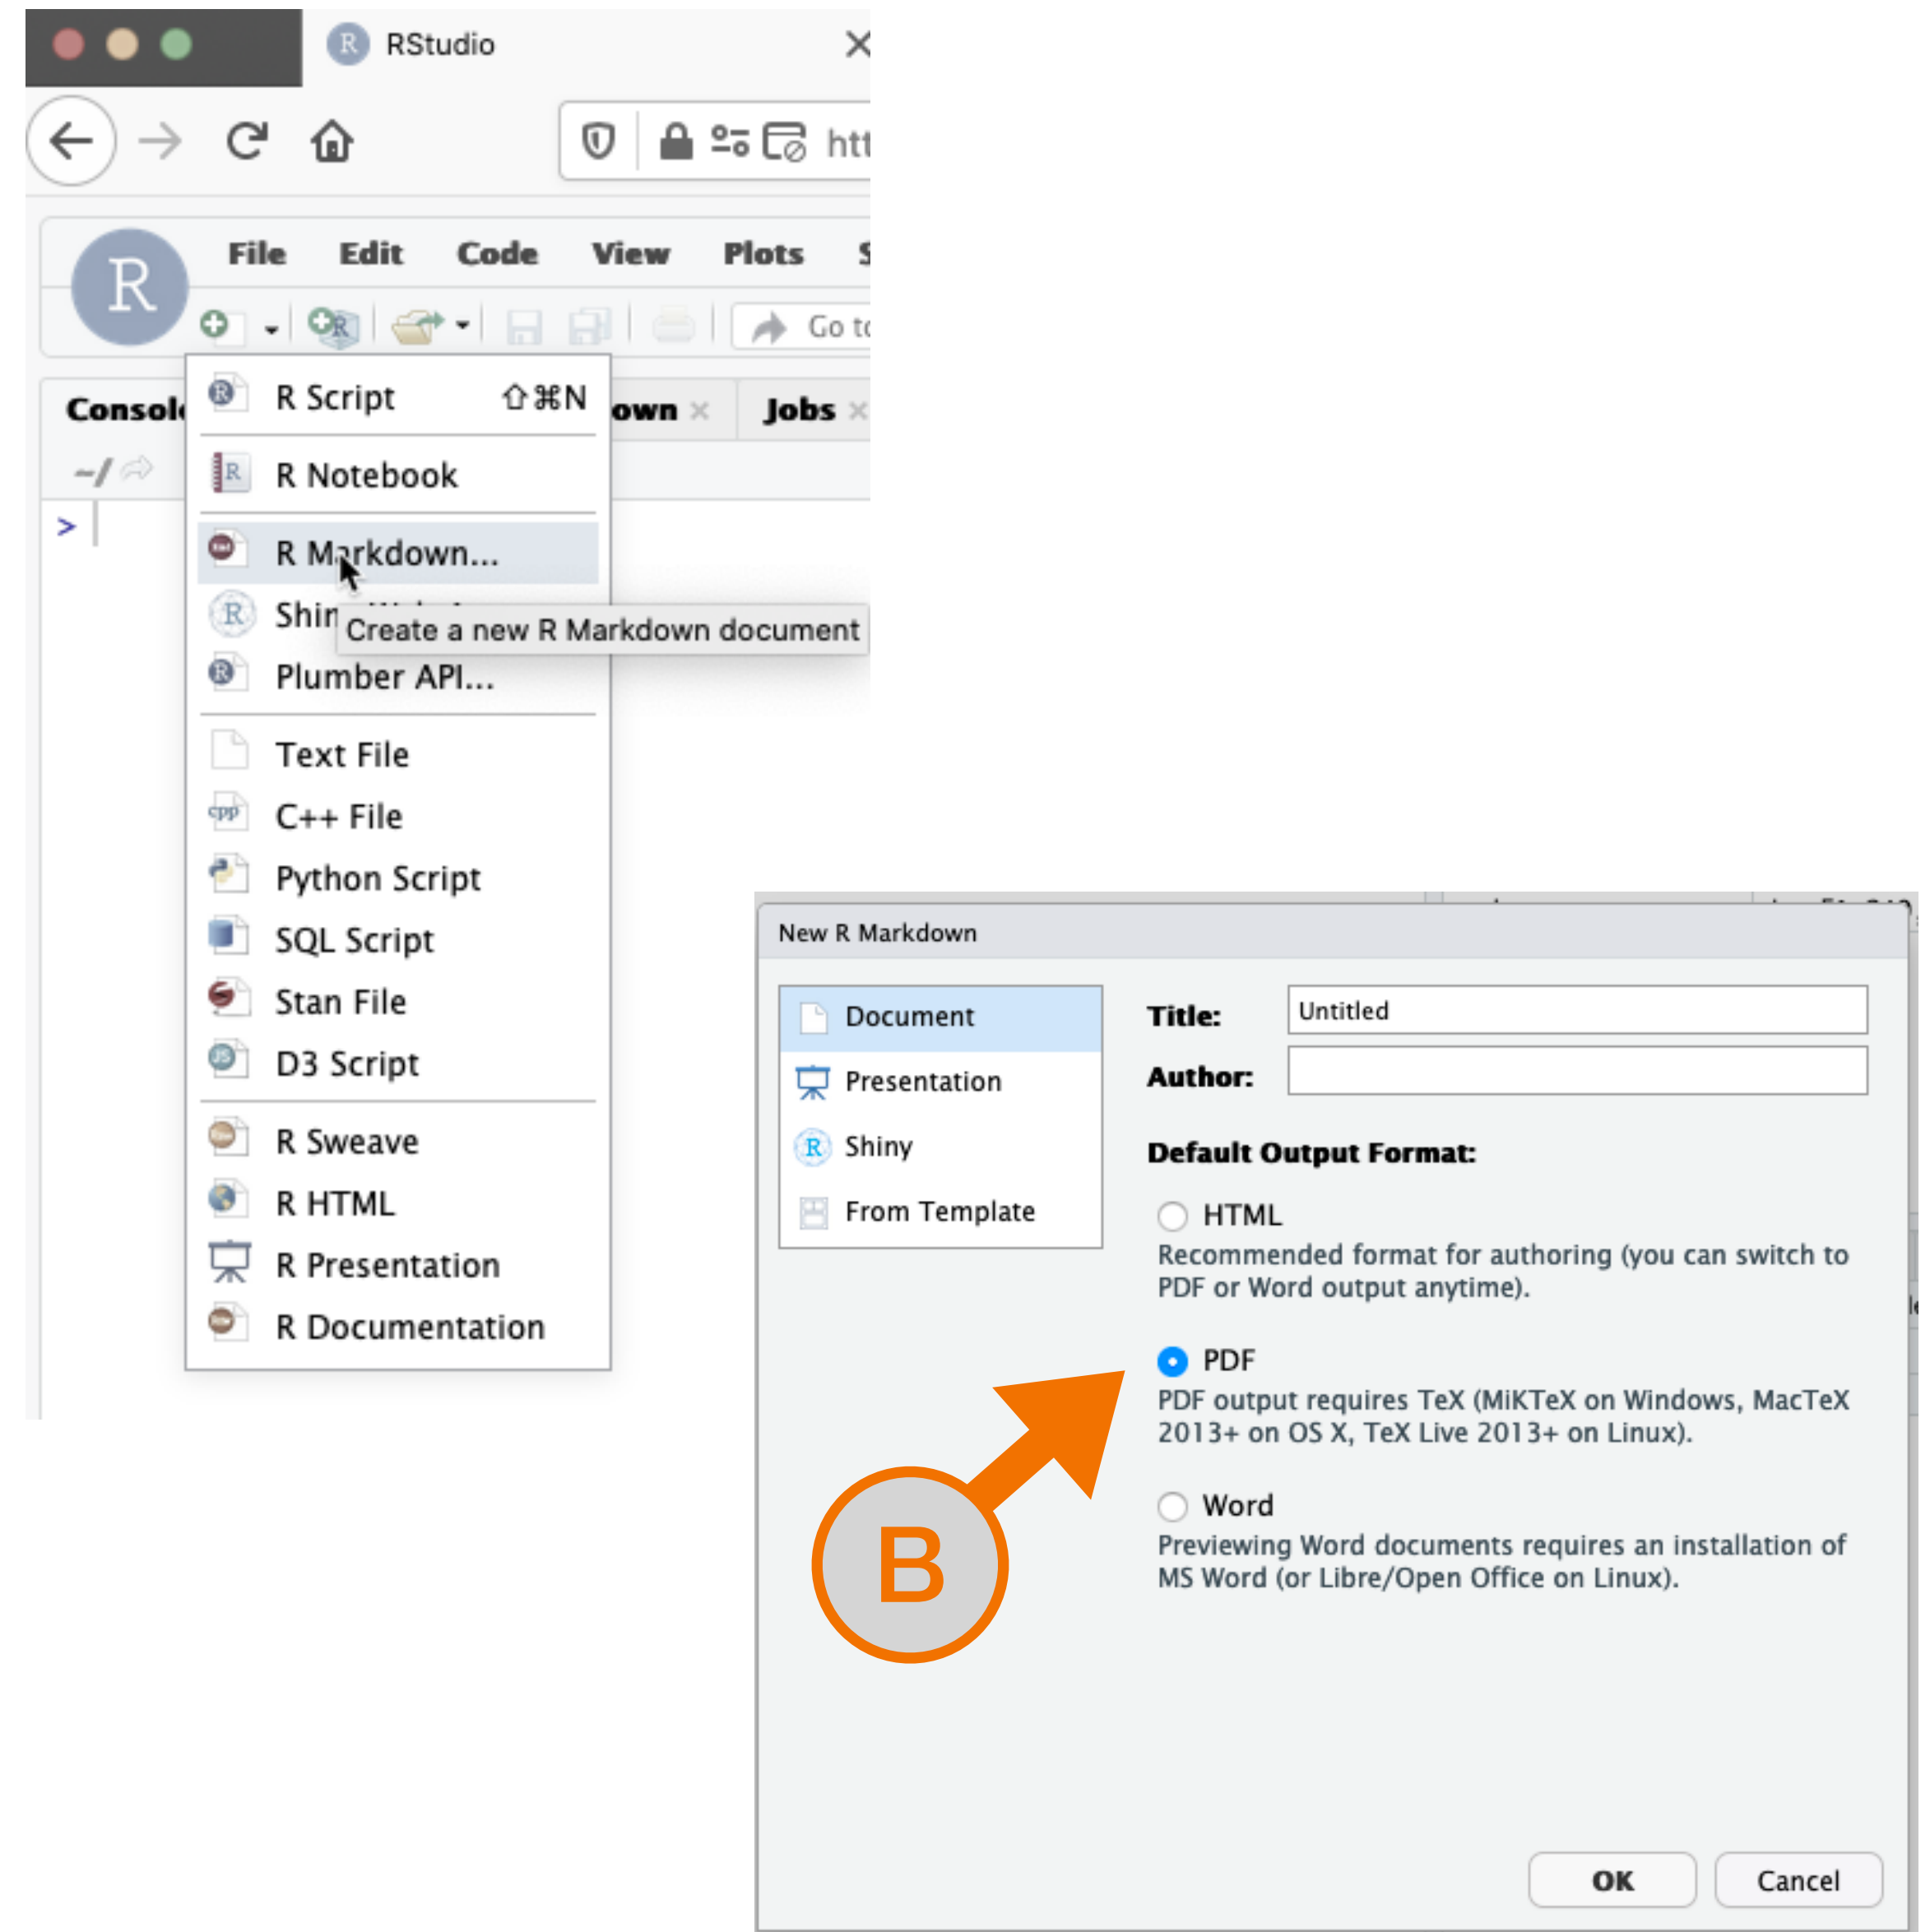 R RStudio
htt
R
File Edit Code View Plots
R
Go to
Console own Jobs
~/
>
R R Script ⇧⌘N
R R Notebook
R Markdown...
R Shin
Create a new R Markdown document
R Plumber API...
Text File
cpp C++ File
Python Script
SQL Script
Stan File
JS D3 Script
R Sweave
R HTML
R Presentation
R Documentation
New R Markdown
Document
Presentation
R Shiny
From Template
Title: Untitled
Author:
Default Output Format:
HTML
Recommended format for authoring (you can switch to
PDF or Word output anytime).
PDF
PDF output requires TeX (MiKTeX on Windows, MacTeX
2013+ on OS X, TeX Live 2013+ on Linux).
Word
Previewing Word documents requires an installation of
MS Word (or Libre/Open Office on Linux).
B
OK Cancel